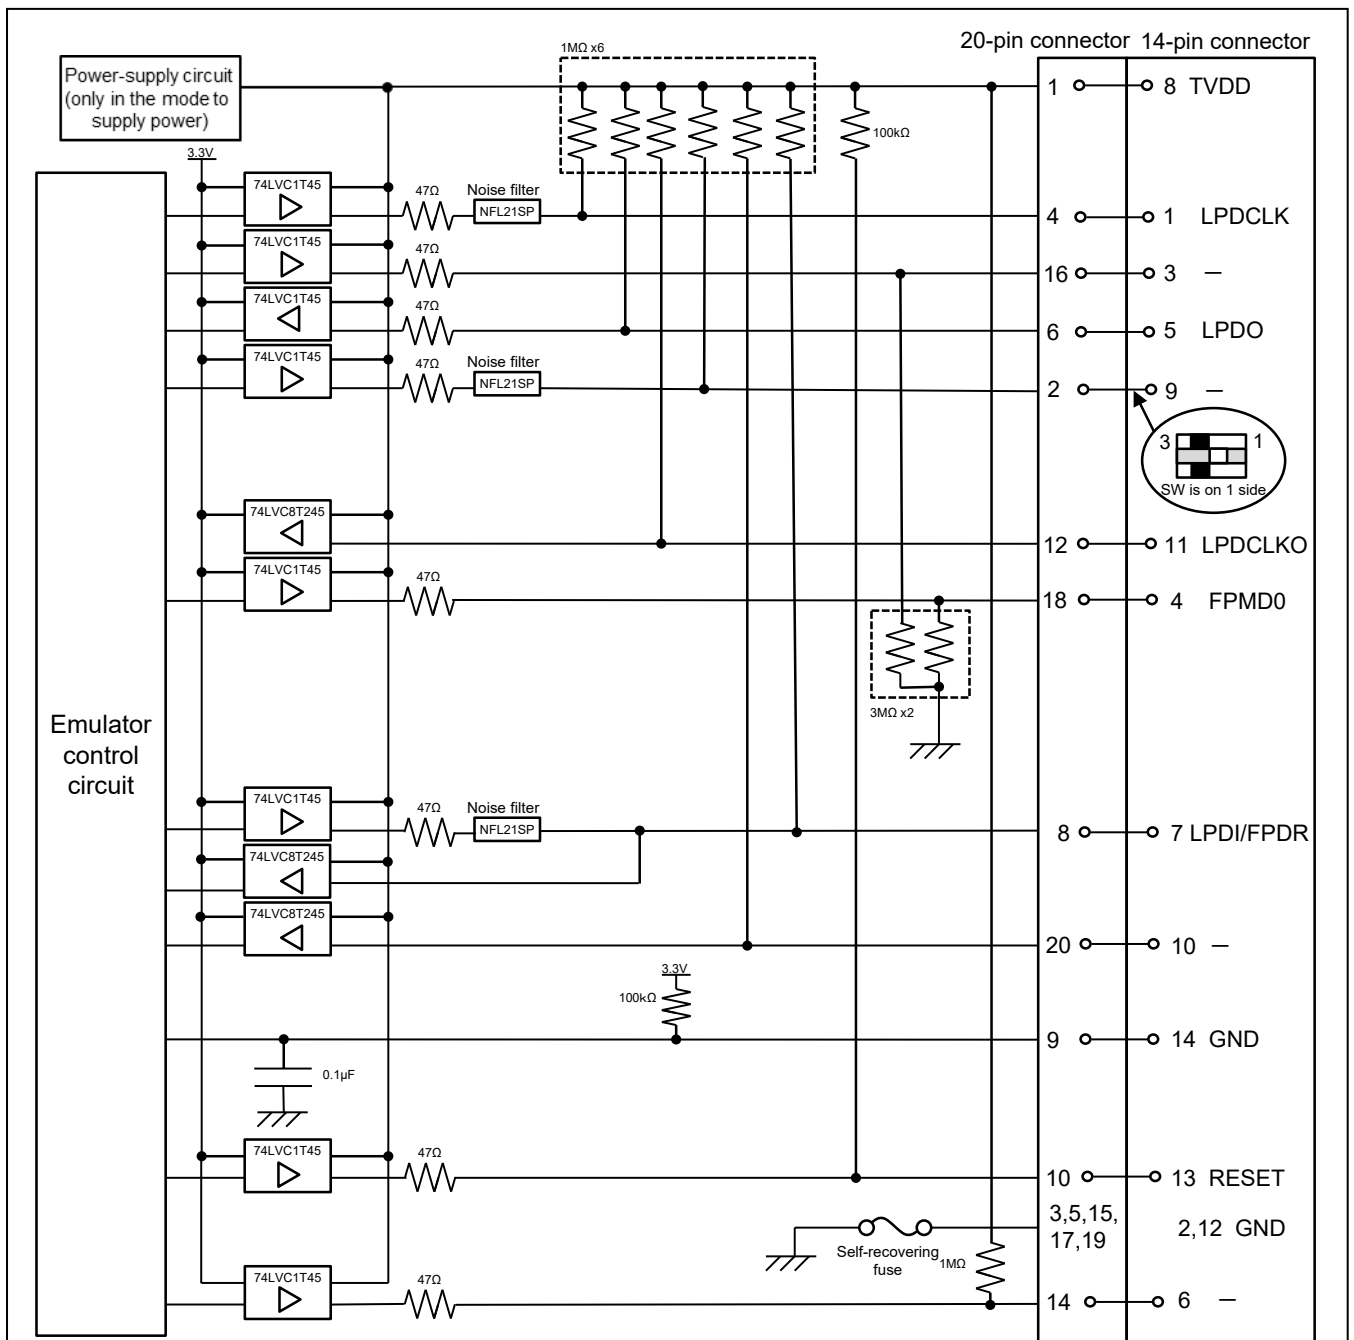 20-pin connector 14-pin connector
1MΩ x6
Power-supply circuit
(only in the mode to
supply power)
1 8 TVDD
100kΩ
3.3V
74LVC1T45
47Ω
Noise filter
NFL21SP
4 1 LPDCLK
74LVC1T45
47Ω
16 3 —
74LVC1T45
47Ω
6 5 LPDO
74LVC1T45
47Ω
Noise filter
NFL21SP
2 9 —
3 1
SW is on 1 side
74LVC8T245
12 11 LPDCLKO
74LVC1T45
47Ω
18 4 FPMD0
3MΩ x2
Emulator
control
circuit
74LVC1T45
47Ω
Noise filter
NFL21SP
8 7 LPDI/FPDR
74LVC8T245
74LVC8T245
20 10 —
3.3V
100kΩ
9 14 GND
0.1μF
74LVC1T45
47Ω
10 13 RESET
3,5,15,
17,19
2,12 GND
Self-recovering
fuse
1MΩ
74LVC1T45
47Ω
14 6 —